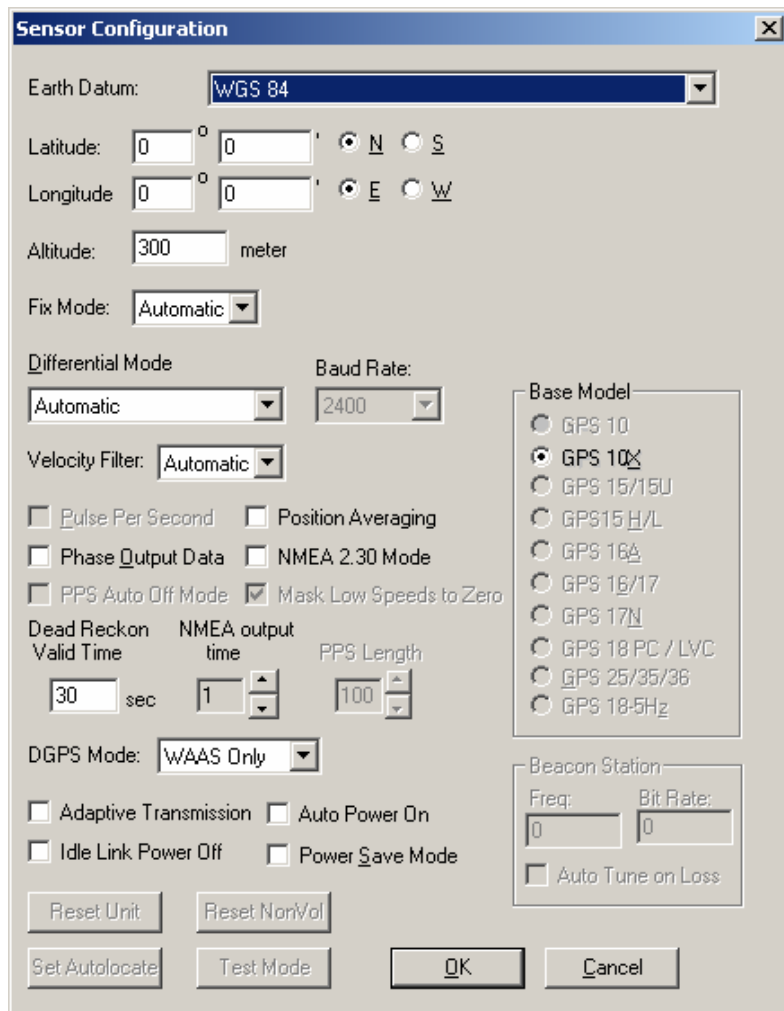 Sensor Configuration
Earth Datum: WGS 84
Latitude: 0 o 0 ' N S
Longitude 0 o 0 ' E W
Altitude: 300 meter
Fix Mode: Automatic
Differential Mode Baud Rate:
Automatic 2400
Velocity Filter: Automatic
Pulse Per Second Position Averaging
Phase Output Data NMEA 2.30 Mode
PPS Auto Off Mode Mask Low Speeds to Zero
Dead Reckon Valid Time
30 sec
NMEA output time
1
PPS Length
100
DGPS Mode: WAAS Only
Adaptive Transmission Auto Power On
Idle Link Power Off Power Save Mode
Base Model
GPS 10
GPS 10X
GPS 15/15U
GPS15 H/L
GPS 16A
GPS 16/17
GPS 17N
GPS 18 PC / LVC
GPS 25/35/36
GPS 18-5Hz
Beacon Station
Freq: Bit Rate:
0 0
Auto Tune on Loss
Reset Unit Reset NonVol
Set Autolocate Test Mode OK Cancel